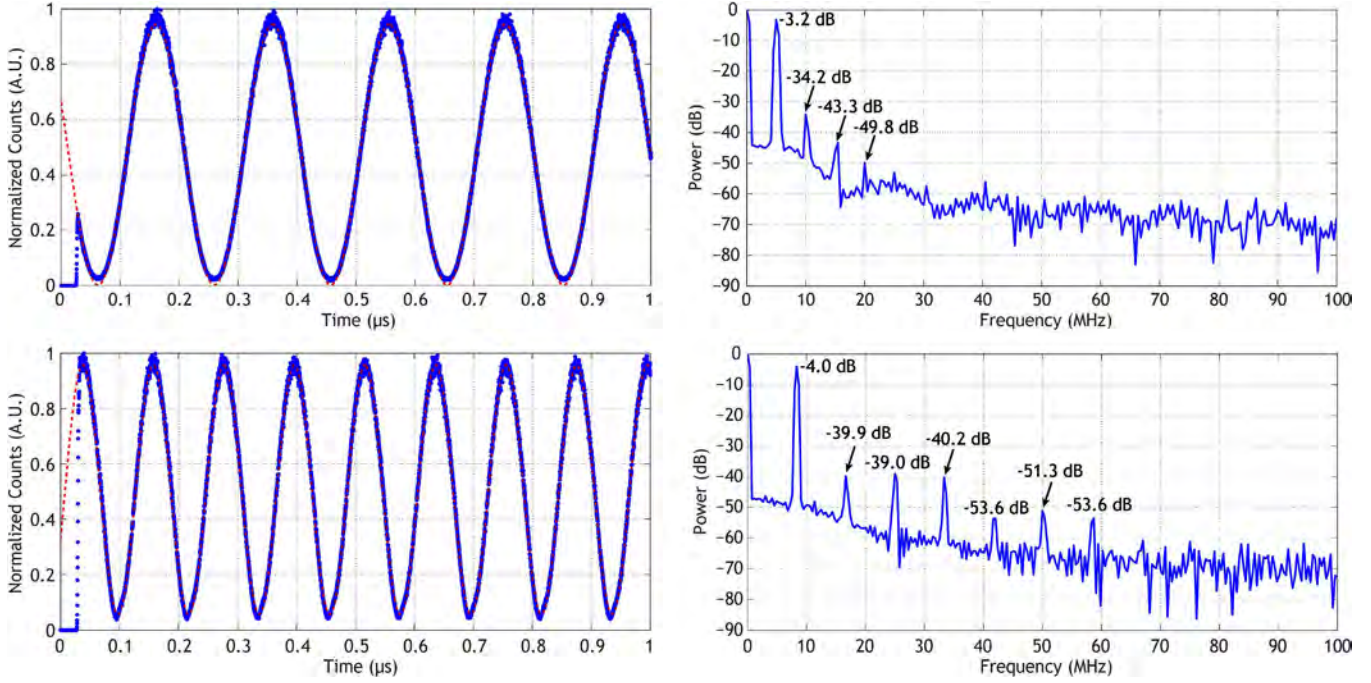 1
0.8
0.6
0.4
0.2
0
Normalized Counts (A.U.)
0 0.1 0.2 0.3 0.4 0.5 0.6 0.7 0.8 0.9 1
Time (µs)
0
−10
−20
−30
−40
−50
−60
−70
−80
−90
Power (dB)
-3.2 dB
-34.2 dB
-43.3 dB
-49.8 dB
0 10 20 30 40 50 60 70 80 90 100
Frequency (MHz)
1
0.8
0.6
0.4
0.2
0
Normalized Counts (A.U.)
0 0.1 0.2 0.3 0.4 0.5 0.6 0.7 0.8 0.9 1
Time (µs)
0
−10
−20
−30
−40
−50
−60
−70
−80
−90
Power (dB)
-4.0 dB
-39.9 dB
-39.0 dB
-40.2 dB
-53.6 dB
-51.3 dB
-53.6 dB
0 10 20 30 40 50 60 70 80 90 100
Frequency (MHz)